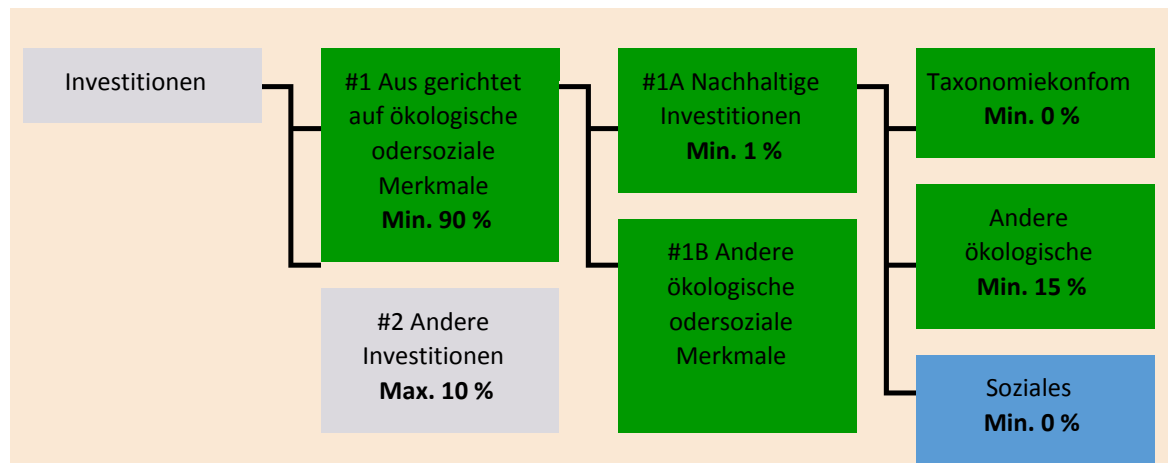 Investitionen
#1 Aus gerichtet
auf ökologische
odersoziale
Merkmale
Min. 90 %
#2 Andere
Investitionen
Max. 10 %
#1A Nachhaltige
Investitionen
Min. 1 %
#1B Andere
ökologische
odersoziale
Merkmale
Taxonomiekonfom
Min. 0 %
Andere
ökologische
Min. 15 %
Soziales
Min. 0 %